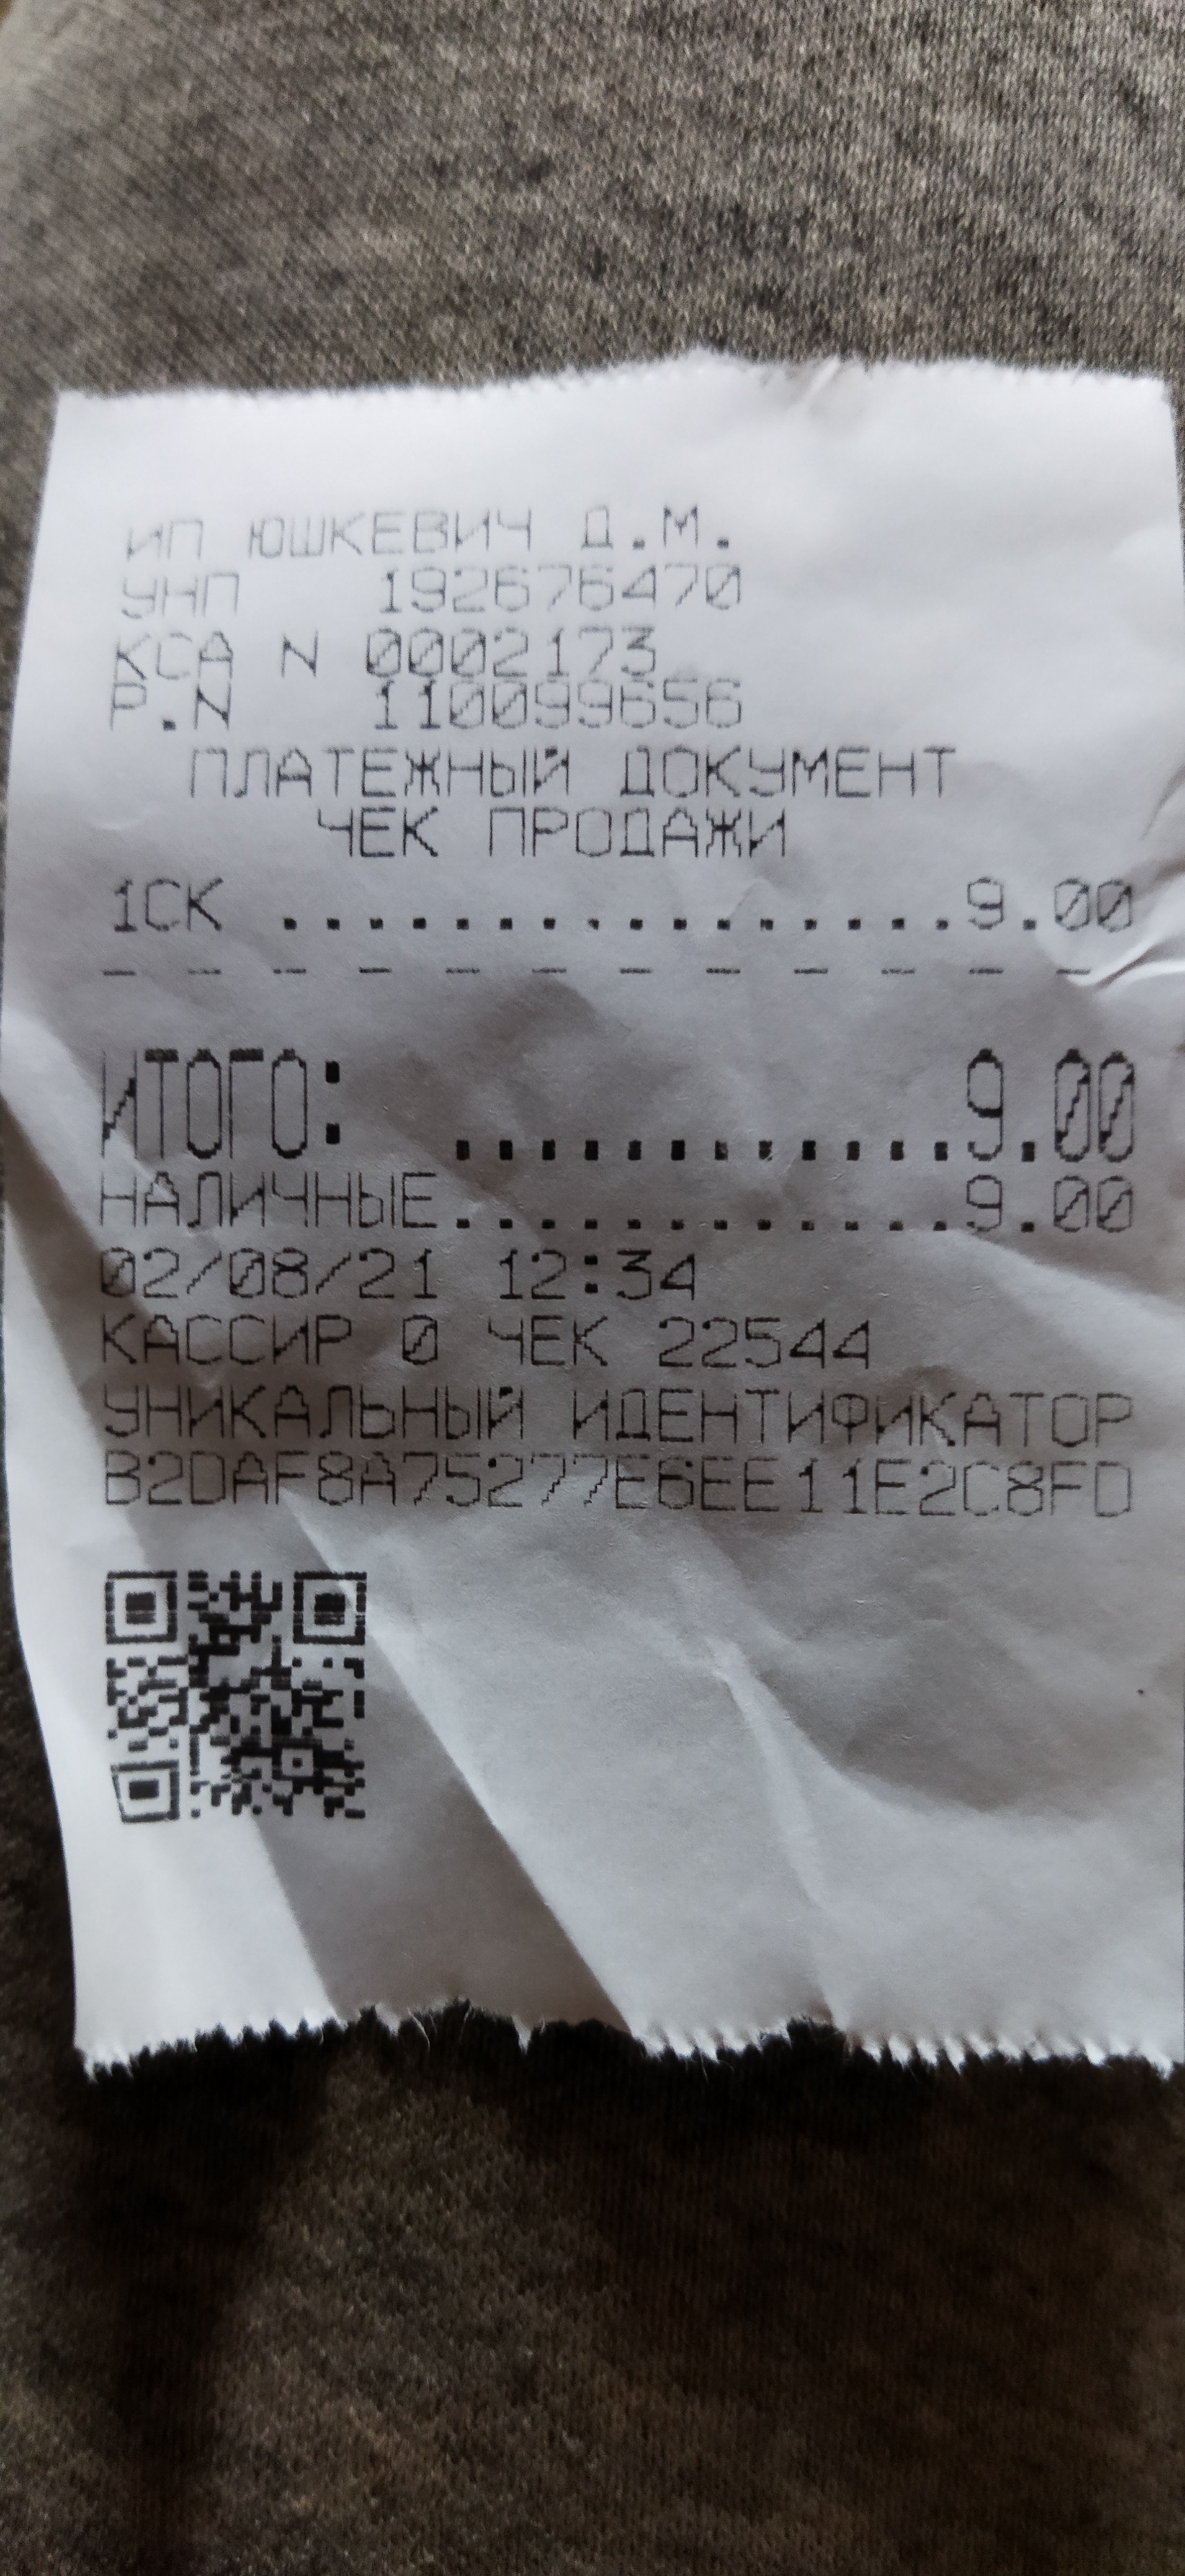 ИП ЮШКЕВИЧ Д.М.
УНП 192676470
КСА N 0002173
Р.N 110099656
ПЛАТЕЖНЫЙ ДОКУМЕНТ
ЧЕК ПРОДАЖИ
1СК ................9.00
- - - - - - - - - - - -
ИТОГО: ............9.00
НАЛИЧНЫЕ............9.00
02/08/21 12:34
КАССИР 0 ЧЕК 22544
УНИКАЛЬНЫЙ ИДЕНТИФИКАТОР
B2DAF8A75277E6EE11E2C8FD